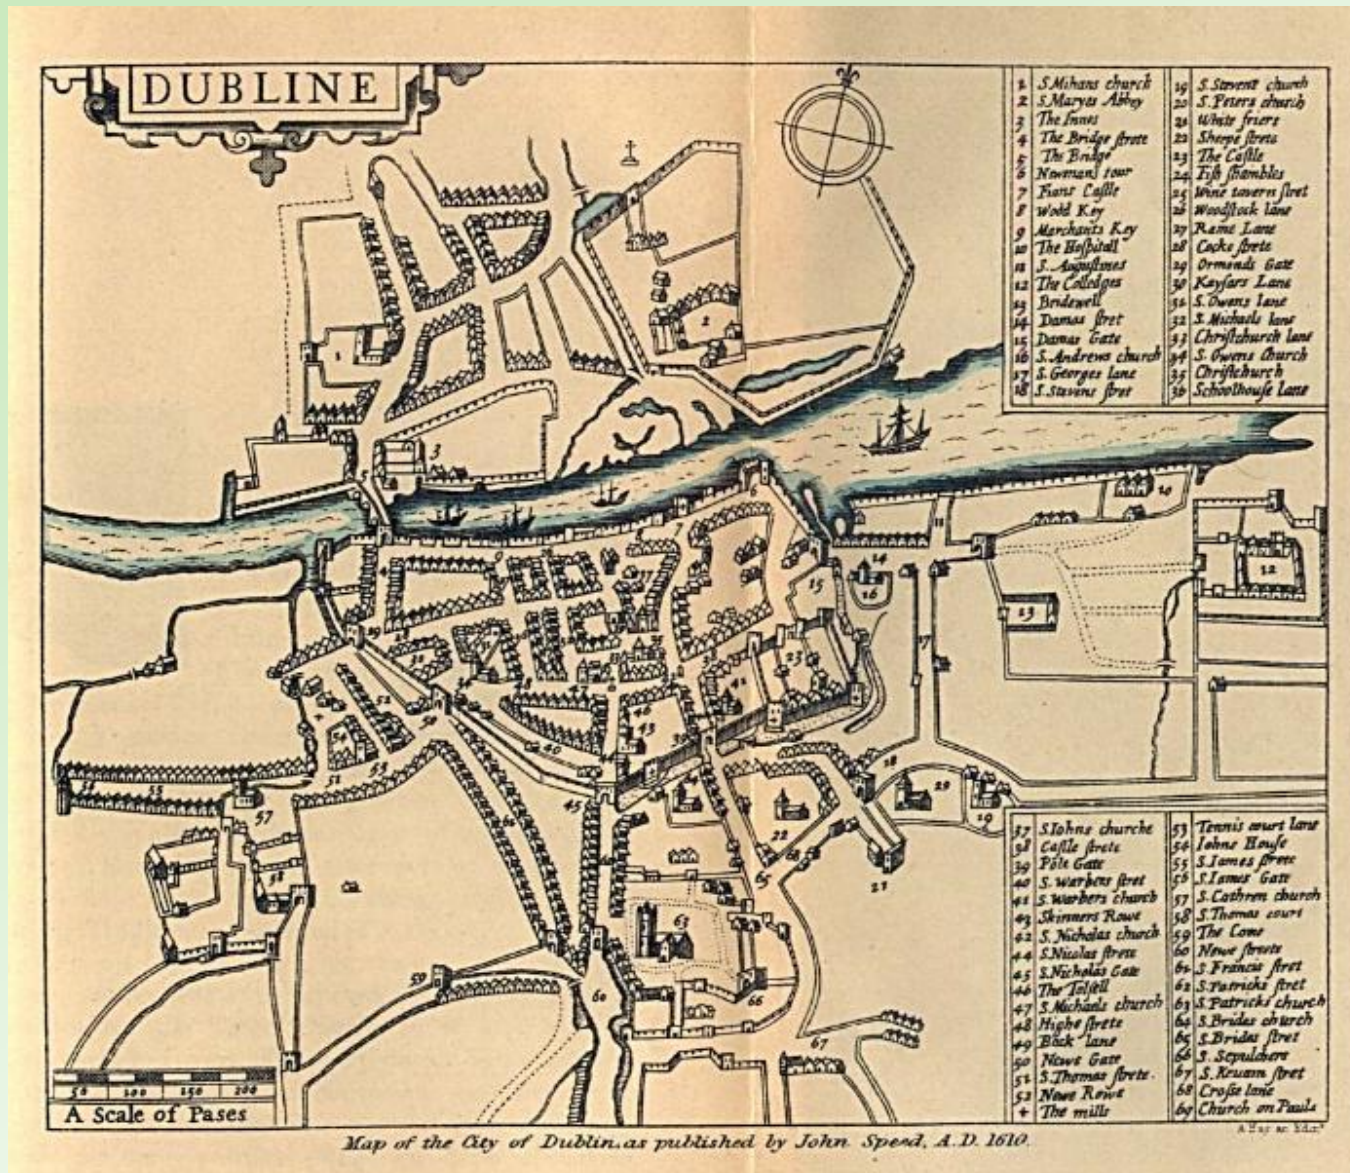 DUBLINE
1 S. Mihans church
2 S. Maryes Abbey
3 The Innes
4 The Bridge strete
5 The Bridge
6 Newmans tour
7 Fians Castle
8 Wodd Key
9 Merchants Key
10 The Hospitall
11 S. Augustines
12 The Colledges
13 Bridewell
14 Damas stret
15 Damas Gate
16 S. Andrews church
17 S. Georges lane
18 S. Stevens stret
19 S. Stevens church
20 S. Peters church
21 White friers
22 Shepe strete
23 The Castle
24 Fish shambles
25 Wine tavern stret
26 Woodstock lane
27 Rame Lane
28 Cocke strete
29 Ormonds Gate
30 Kaysars Lane
31 S. Owens lane
32 S. Michaels lane
33 Christchurch lane
34 S. Owens Church
35 Christchurch
36 Schoolhouse Lane
37 S. Iohns churche
38 Castle strete
39 Pole Gate
40 S. Warbers stret
41 S. Warbers church
43 Skinners Rowe
42 S. Nicholas church
44 S. Nicolas strete
45 S. Nicholas Gate
46 The Tolsell
47 S. Michaels church
48 Highe strete
49 Back lane
50 Newe Gate
51 S. Thomas strete.
52 Newe Rowe
+ The mills
53 Tennis court lane
54 Iohns House
55 S. Iames strete
56 S. Iames Gate
57 S. Cathren church
58 S. Thomas court
59 The Come
60 Newe streete
61 S. Francis stret
62 S. Patricks stret
63 S. Patricks church
64 S. Brides church
65 S. Brides stret
66 S. Sepulchers
67 S. Kevam stret
68 Crosse lane
69 Church on Pauls
50 100 150 200
A Scale of Pases
Map of the City of Dublin, as published by John Speed, A.D. 1610.